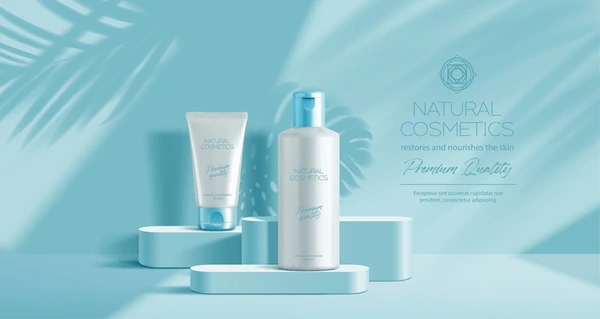 NATURAL
COSMETICS
restores and nourishes the skin
Premium Quality
Excepteur sint occaecat cupidatat non
proident, consectetur adipiscing
NATURAL
COSMETICS
Premium
quality
NATURAL
COSMETICS
Premium
quality